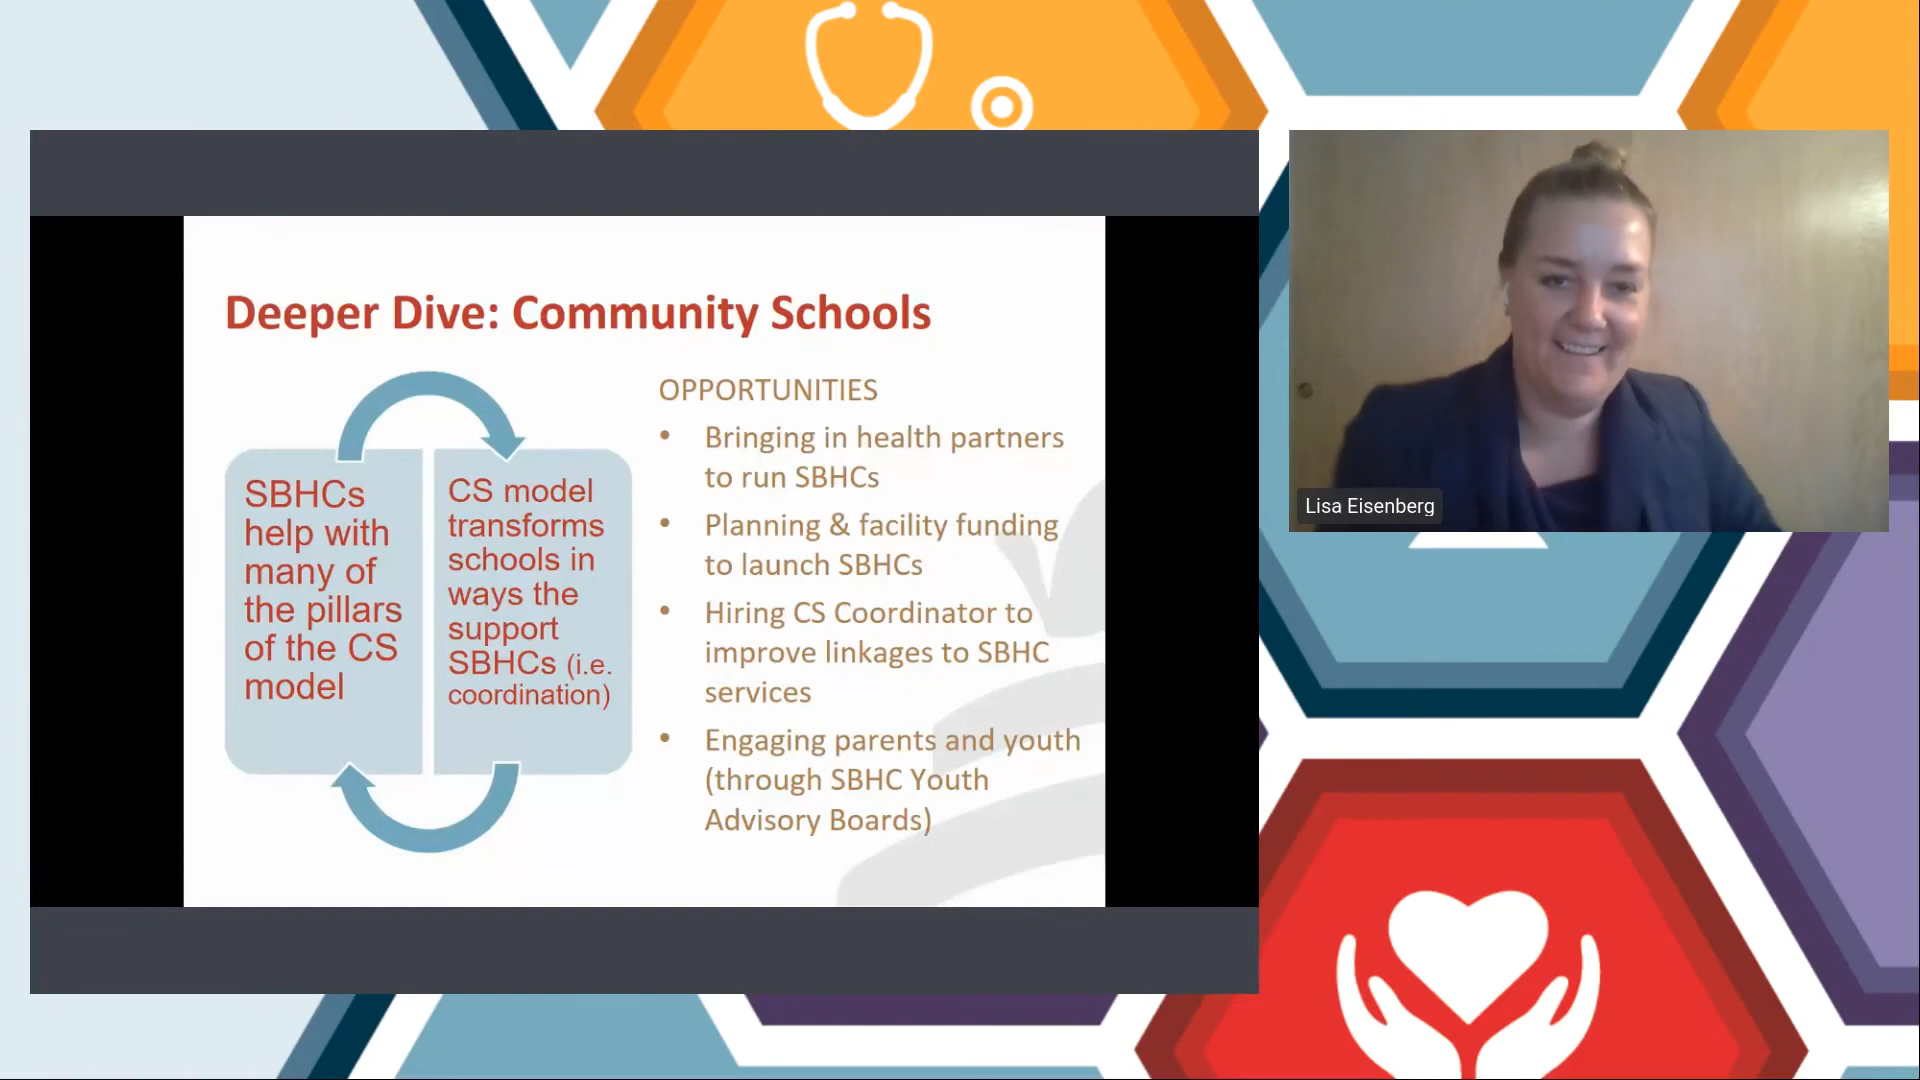 Deeper Dive: Community Schools
SBHCs
help with
many of
the pillars
of the CS
model
CS model
transforms
schools in
ways the
support
SBHCs (i.e.
coordination)
OPPORTUNITIES
• Bringing in health partners
to run SBHCs
• Planning & facility funding
to launch SBHCs
• Hiring CS Coordinator to
improve linkages to SBHC
services
• Engaging parents and youth
(through SBHC Youth
Advisory Boards)
Lisa Eisenberg